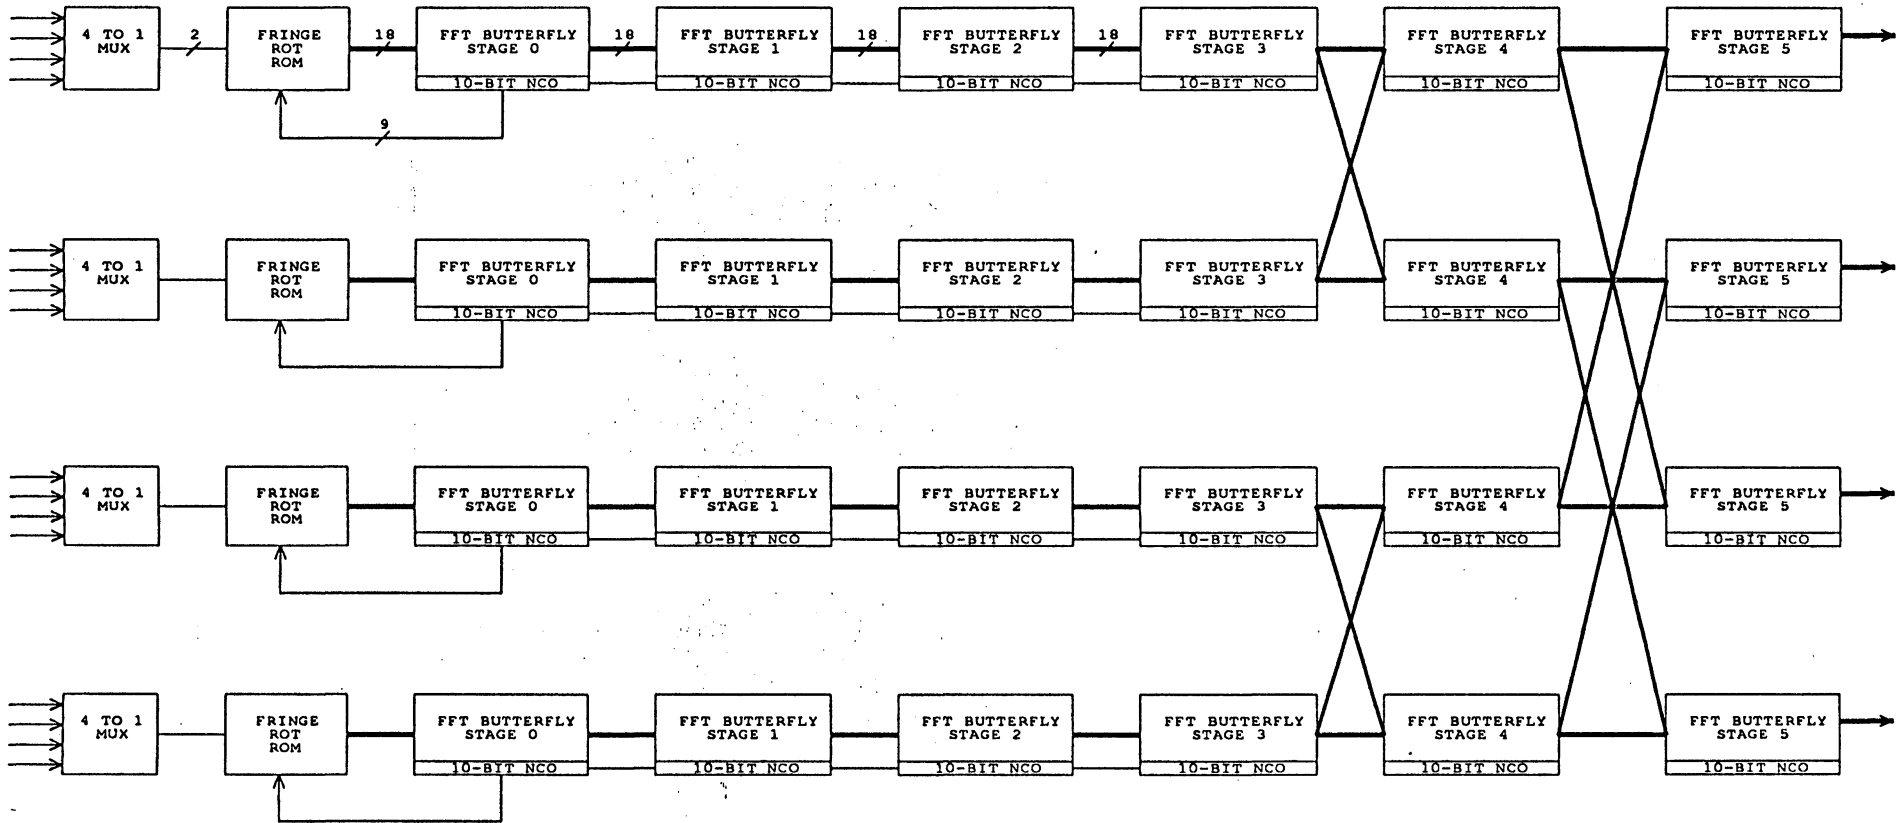 4 TO 1
MUX
2
FRINGE
ROT
ROM
18
FFT BUTTERFLY
STAGE 0
10-BIT NCO
18
FFT BUTTERFLY
STAGE 1
10-BIT NCO
18
FFT BUTTERFLY
STAGE 2
10-BIT NCO
18
FFT BUTTERFLY
STAGE 3
10-BIT NCO
FFT BUTTERFLY
STAGE 4
10-BIT NCO
FFT BUTTERFLY
STAGE 5
10-BIT NCO
9
4 TO 1
MUX
FRINGE
ROT
ROM
FFT BUTTERFLY
STAGE 0
10-BIT NCO
FFT BUTTERFLY
STAGE 1
10-BIT NCO
FFT BUTTERFLY
STAGE 2
10-BIT NCO
FFT BUTTERFLY
STAGE 3
10-BIT NCO
FFT BUTTERFLY
STAGE 4
10-BIT NCO
FFT BUTTERFLY
STAGE 5
10-BIT NCO
4 TO 1
MUX
FRINGE
ROT
ROM
FFT BUTTERFLY
STAGE 0
10-BIT NCO
FFT BUTTERFLY
STAGE 1
10-BIT NCO
FFT BUTTERFLY
STAGE 2
10-BIT NCO
FFT BUTTERFLY
STAGE 3
10-BIT NCO
FFT BUTTERFLY
STAGE 4
10-BIT NCO
FFT BUTTERFLY
STAGE 5
10-BIT NCO
4 TO 1
MUX
FRINGE
ROT
ROM
FFT BUTTERFLY
STAGE 0
10-BIT NCO
FFT BUTTERFLY
STAGE 1
10-BIT NCO
FFT BUTTERFLY
STAGE 2
10-BIT NCO
FFT BUTTERFLY
STAGE 3
10-BIT NCO
FFT BUTTERFLY
STAGE 4
10-BIT NCO
FFT BUTTERFLY
STAGE 5
10-BIT NCO